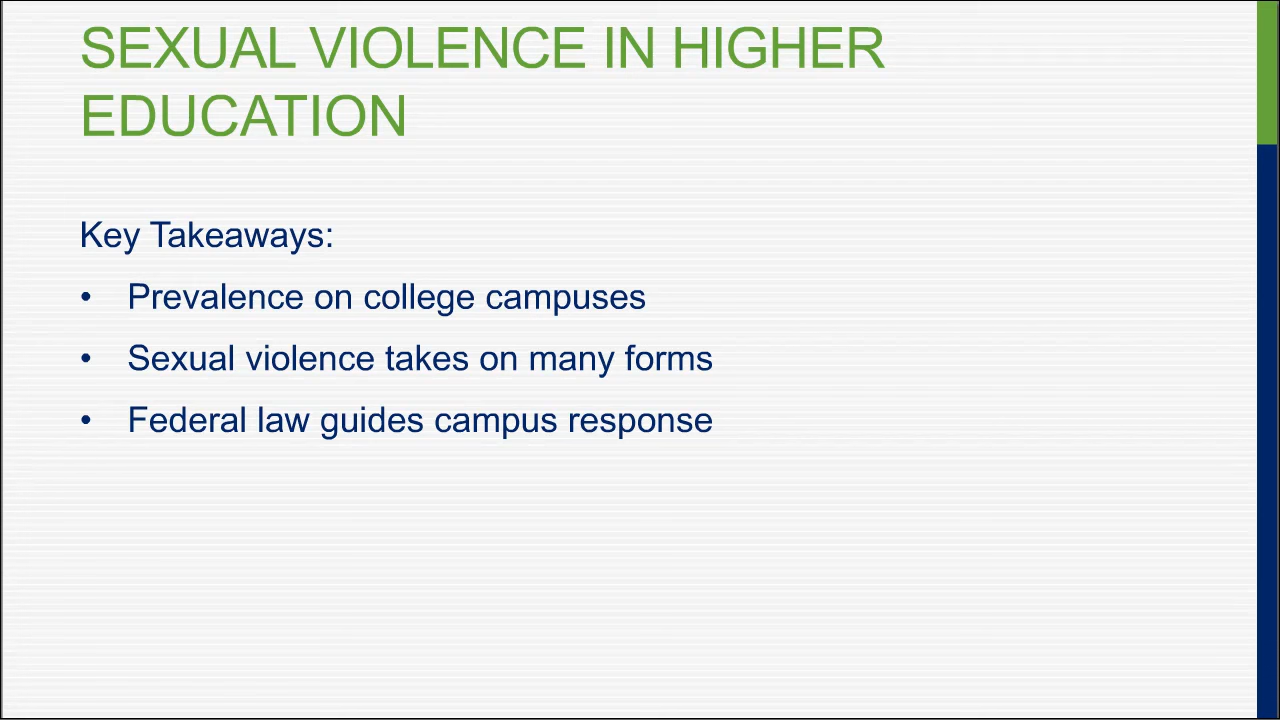 SEXUAL VIOLENCE IN HIGHER
EDUCATION
Key Takeaways:
• Prevalence on college campuses
• Sexual violence takes on many forms
• Federal law guides campus response